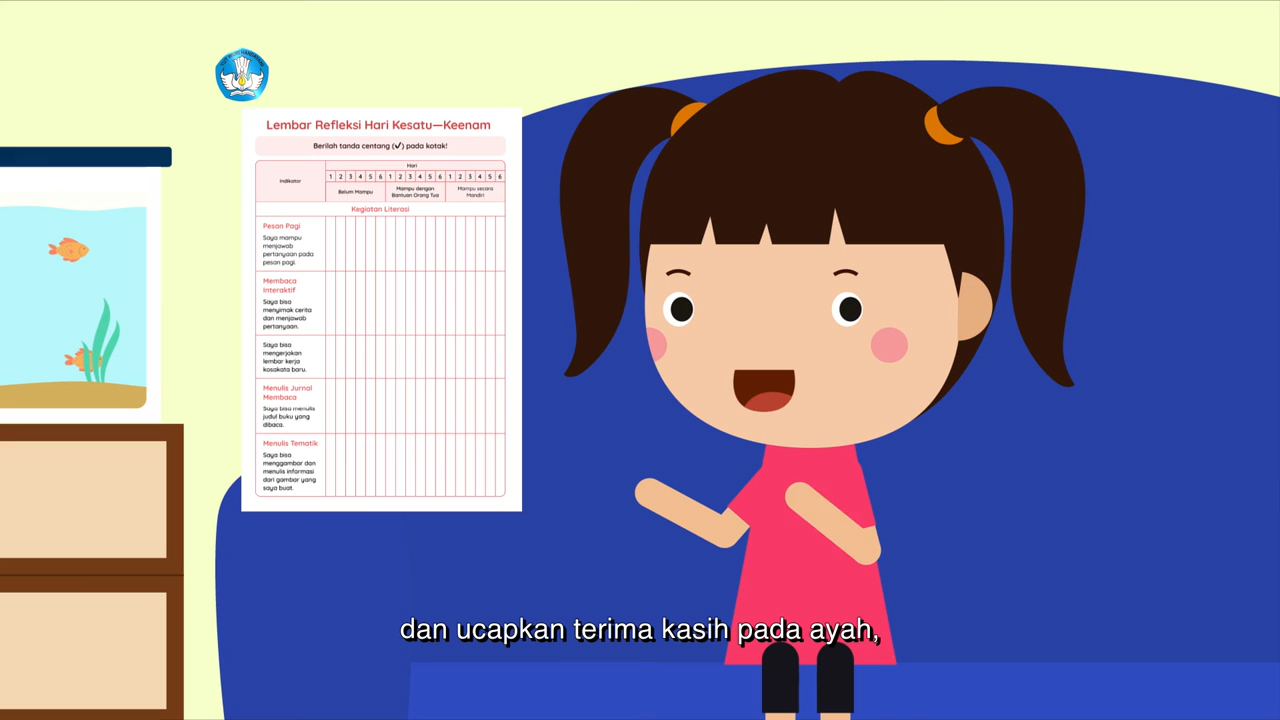 TUT WURI HANDAYANI
Lembar Refleksi Hari Kesatu—Keenam
Berilah tanda centang (✔) pada kotak!
Indikator
Hari
1 2 3 4 5 6 1 2 3 4 5 6 1 2 3 4 5 6
Belum Mampu
Mampu dengan
Bantuan Orang Tua
Mampu secara
Mandiri
Kegiatan Literasi
Pesan Pagi
Saya mampu
menjawab
pertanyaan pada
pesan pagi.
Membaca
Interaktif
Saya bisa
menyimak cerita
dan menjawab
pertanyaan.
Saya bisa
mengerjakan
lembar kerja
kosakata baru.
Menulis Jurnal
Membaca
Saya bisa menulis
judul buku yang
dibaca.
Menulis Tematik
Saya bisa
menggambar dan
menulis informasi
dari gambar yang
saya buat.
dan ucapkan terima kasih pada ayah,